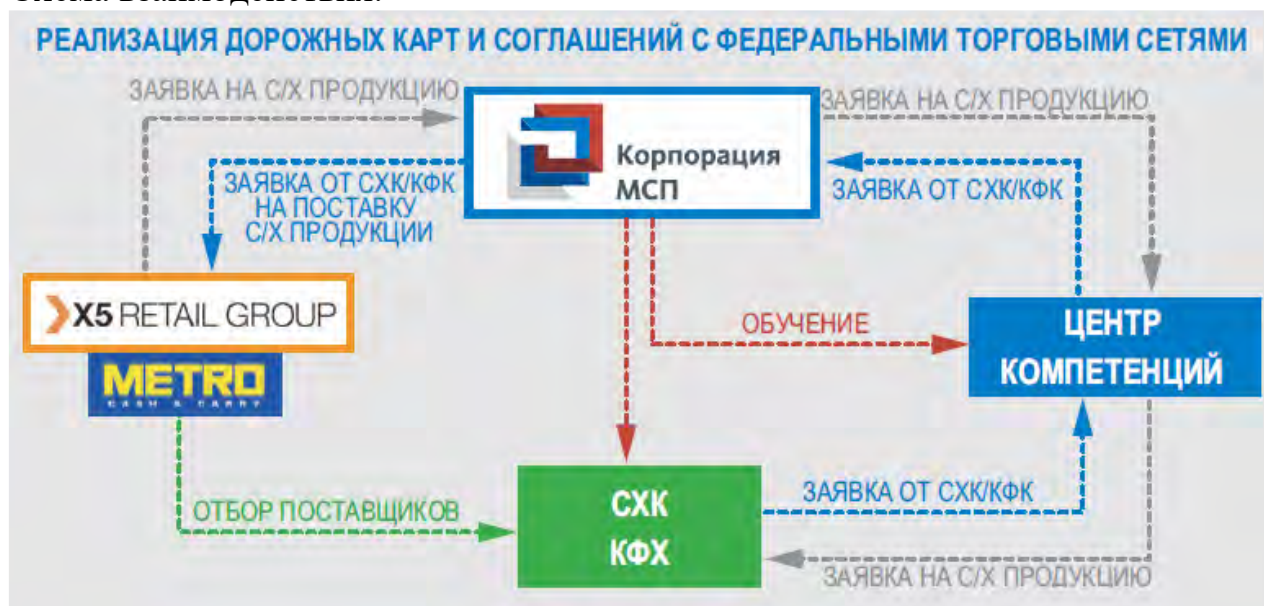 Схема взаимодействия:
РЕАЛИЗАЦИЯ ДОРОЖНЫХ КАРТ И СОГЛАШЕНИЙ С ФЕДЕРАЛЬНЫМИ ТОРГОВЫМИ СЕТЯМИ
ЗАЯВКА НА С/Х ПРОДУКЦИЮ
ЗАЯВКА НА С/Х ПРОДУКЦИЮ
Корпорация
МСП
ЗАЯВКА ОТ СХК/КФК
НА ПОСТАВКУ
С/Х ПРОДУКЦИИ
ЗАЯВКА ОТ СХК/КФК
X5 RETAIL GROUP
METRO
CASH & CARRY
ОБУЧЕНИЕ
ЦЕНТР
КОМПЕТЕНЦИЙ
ОТБОР ПОСТАВЩИКОВ
СХК
КФХ
ЗАЯВКА ОТ СХК/КФК
ЗАЯВКА НА С/Х ПРОДУКЦИЮ